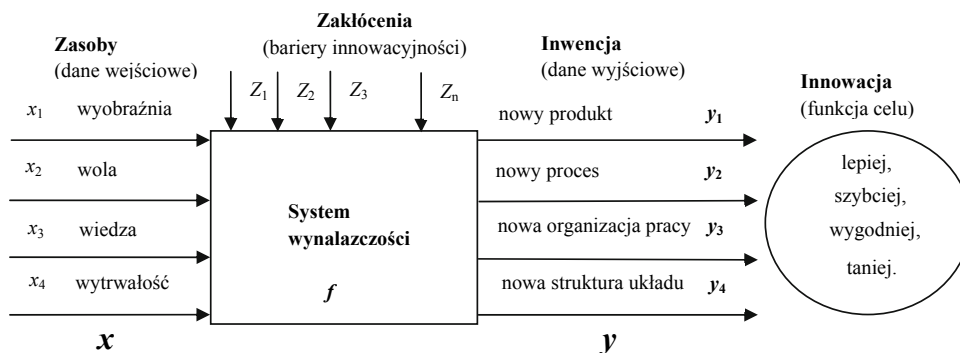 Zakłócenia
(bariery innowacyjności)
Zasoby
(dane wejściowe)
Inwencja
(dane wyjściowe)
Innowacja
(funkcja celu)
Z1 Z2 Z3 Zn
x1 wyobraźnia
x2 wola
x3 wiedza
x4 wytrwałość
x
System
wynalazczości
f
nowy produkt y1
nowy proces y2
nowa organizacja pracy y3
nowa struktura układu y4
y
lepiej,
szybciej,
wygodniej,
taniej.